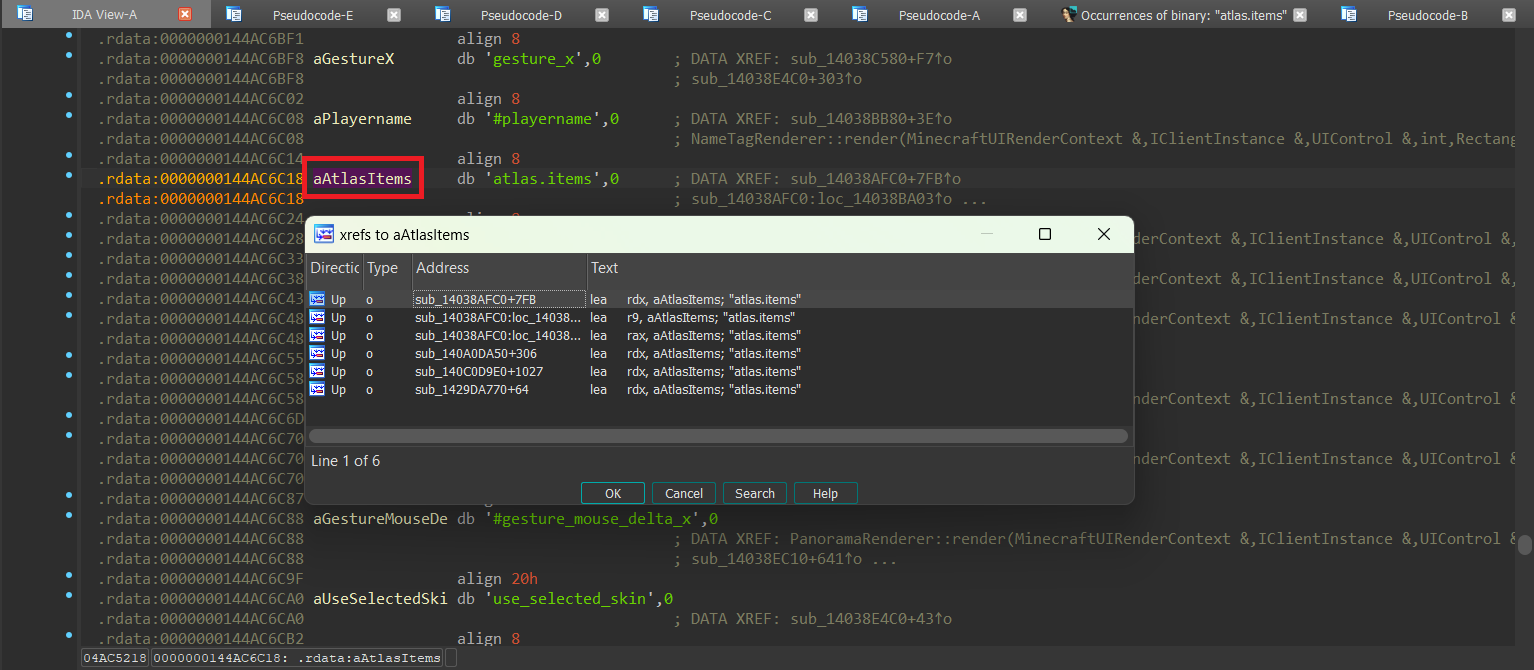 IDA View-A Pseudocode-E Pseudocode-D Pseudocode-C Pseudocode-A Occurrences of binary: "atlas.items" Pseudocode-B
.rdata:0000000144AC6BF1 align 8
.rdata:0000000144AC6BF8 aGestureX db 'gesture_x',0 ; DATA XREF: sub_14038C580+F7↑o
.rdata:0000000144AC6BF8 ; sub_14038E4C0+303↑o
.rdata:0000000144AC6C02 align 8
.rdata:0000000144AC6C08 aPlayername db '#playername',0 ; DATA XREF: sub_14038BB80+3E↑o
.rdata:0000000144AC6C08 ; NameTagRenderer::render(MinecraftUIRenderContext &,IClientInstance &,UIControl &,int,Rectang
.rdata:0000000144AC6C14 align 8
.rdata:0000000144AC6C18 aAtlasItems db 'atlas.items',0 ; DATA XREF: sub_14038AFC0+7FB↑o
.rdata:0000000144AC6C18 ; sub_14038AFC0:loc_14038BA03↑o ...
.rdata:0000000144AC6C24
.rdata:0000000144AC6C28 derContext &,IClientInstance &,UIControl &,
.rdata:0000000144AC6C33
.rdata:0000000144AC6C38 nderContext &,IClientInstance &,UIControl &
.rdata:0000000144AC6C43
.rdata:0000000144AC6C48 derContext &,IClientInstance &,UIControl &,
.rdata:0000000144AC6C48
.rdata:0000000144AC6C55
.rdata:0000000144AC6C58
.rdata:0000000144AC6C58 nderContext &,IClientInstance &,UIControl &
.rdata:0000000144AC6C6D
.rdata:0000000144AC6C70
.rdata:0000000144AC6C70 nderContext &,IClientInstance &,UIControl &
.rdata:0000000144AC6C70
.rdata:0000000144AC6C87
.rdata:0000000144AC6C88 aGestureMouseDe db '#gesture_mouse_delta_x',0
.rdata:0000000144AC6C88 ; DATA XREF: PanoramaRenderer::render(MinecraftUIRenderContext &,IClientInstance &,UIControl &
.rdata:0000000144AC6C88 ; sub_14038EC10+641↑o ...
.rdata:0000000144AC6C9F align 20h
.rdata:0000000144AC6CA0 aUseSelectedSki db 'use_selected_skin',0
.rdata:0000000144AC6CA0 ; DATA XREF: sub_14038E4C0+43↑o
.rdata:0000000144AC6CB2 align 8
xrefs to aAtlasItems
Directic Type Address Text
Up o sub_14038AFC0+7FB lea rdx, aAtlasItems; "atlas.items"
Up o sub_14038AFC0:loc_14038... lea r9, aAtlasItems; "atlas.items"
Up o sub_14038AFC0:loc_14038... lea rax, aAtlasItems; "atlas.items"
Up o sub_140A0DA50+306 lea rdx, aAtlasItems; "atlas.items"
Up o sub_140C0D9E0+1027 lea rdx, aAtlasItems; "atlas.items"
Up o sub_1429DA770+64 lea rdx, aAtlasItems; "atlas.items"
Line 1 of 6
OK Cancel Search Help
04AC5218 0000000144AC6C18: .rdata:aAtlasItems